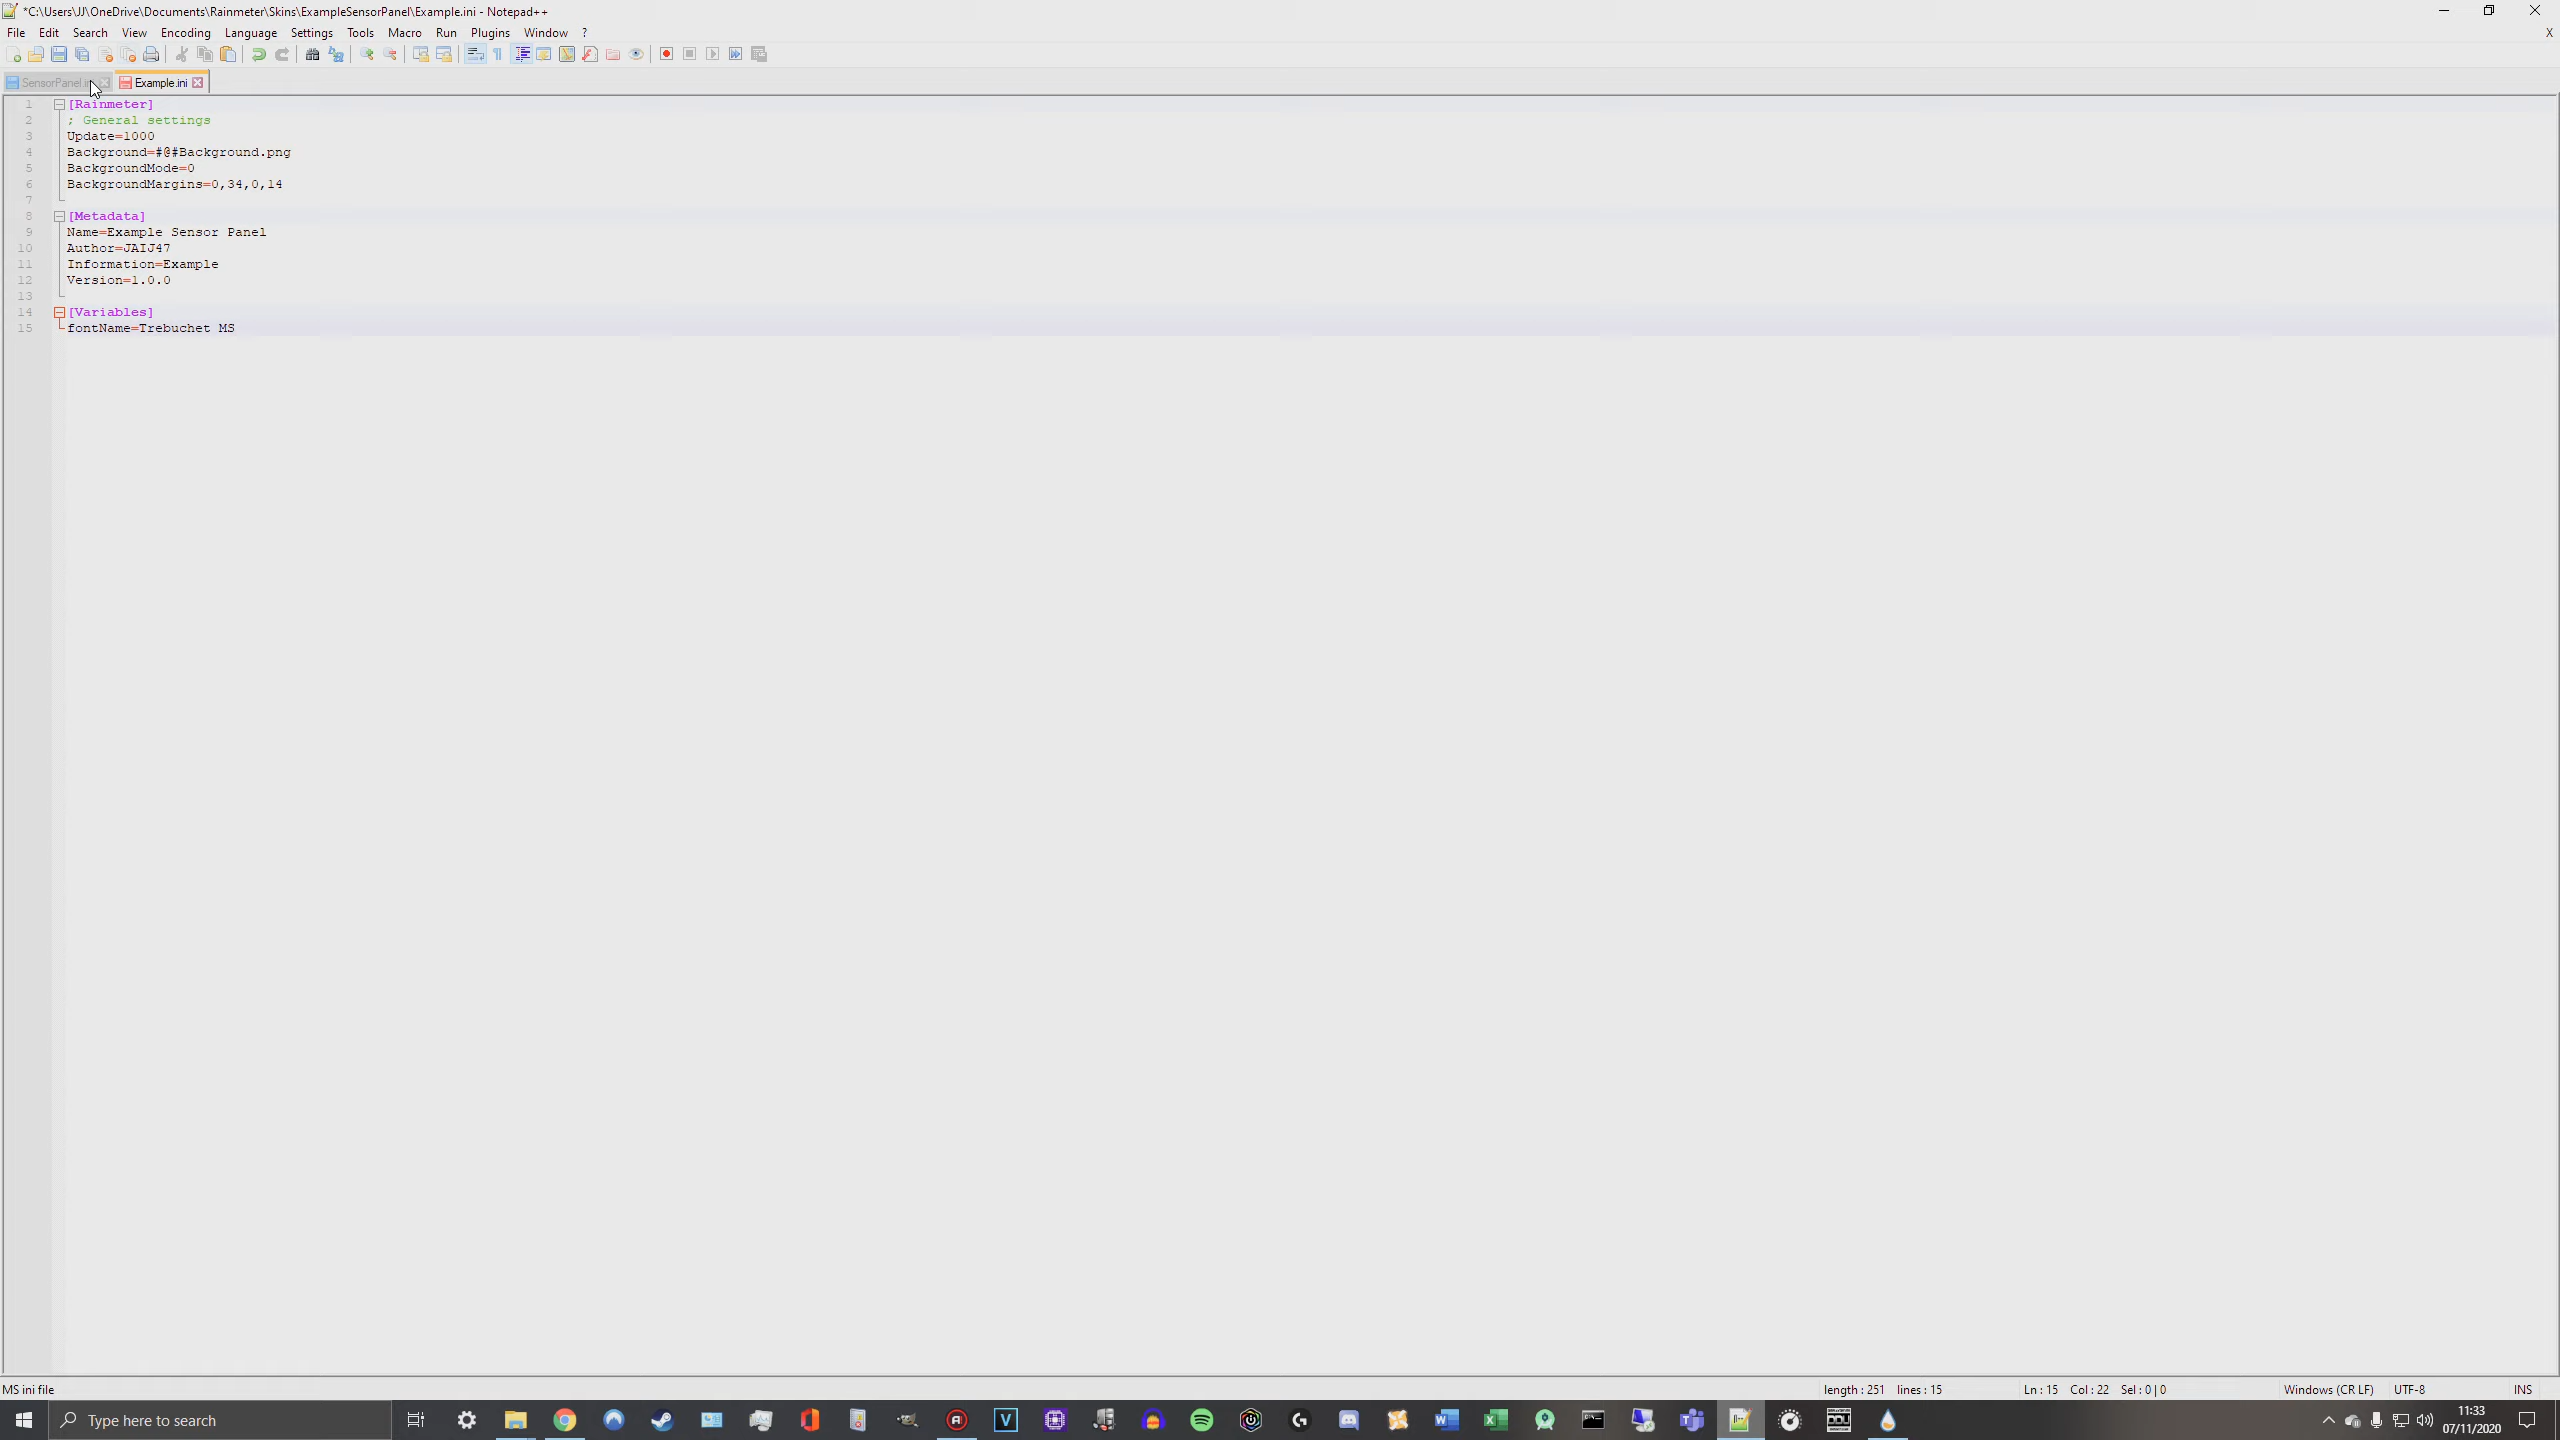 *C:\Users\JJ\OneDrive\Documents\Rainmeter\Skins\ExampleSensorPanel\Example.ini - Notepad++
File Edit Search View Encoding Language Settings Tools Macro Run Plugins Window ? X
SensorPanel.i Example.ini
1 [Rainmeter]
2 ; General settings
3 Update=1000
4 Background=#@#Background.png
5 BackgroundMode=0
6 BackgroundMargins=0,34,0,14
7
8 [Metadata]
9 Name=Example Sensor Panel
10 Author=JAIJ47
11 Information=Example
12 Version=1.0.0
13
14 [Variables]
15 fontName=Trebuchet MS
MS ini file length : 251 lines : 15 Ln : 15 Col : 22 Sel : 0 | 0 Windows (CR LF) UTF-8 INS
Type here to search
11:33
07/11/2020